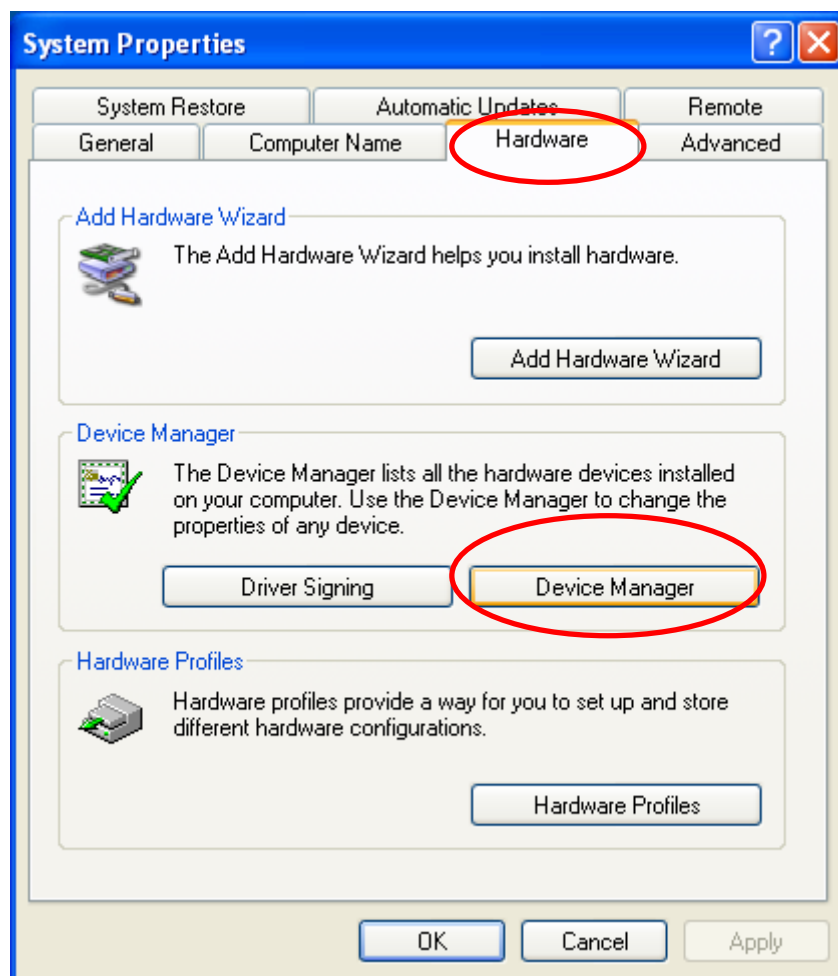 System Properties
System Restore Automatic Updates Remote
General Computer Name Hardware Advanced
Add Hardware Wizard
The Add Hardware Wizard helps you install hardware.
Add Hardware Wizard
Device Manager
The Device Manager lists all the hardware devices installed
on your computer. Use the Device Manager to change the
properties of any device.
Driver Signing Device Manager
Hardware Profiles
Hardware profiles provide a way for you to set up and store
different hardware configurations.
Hardware Profiles
OK Cancel Apply